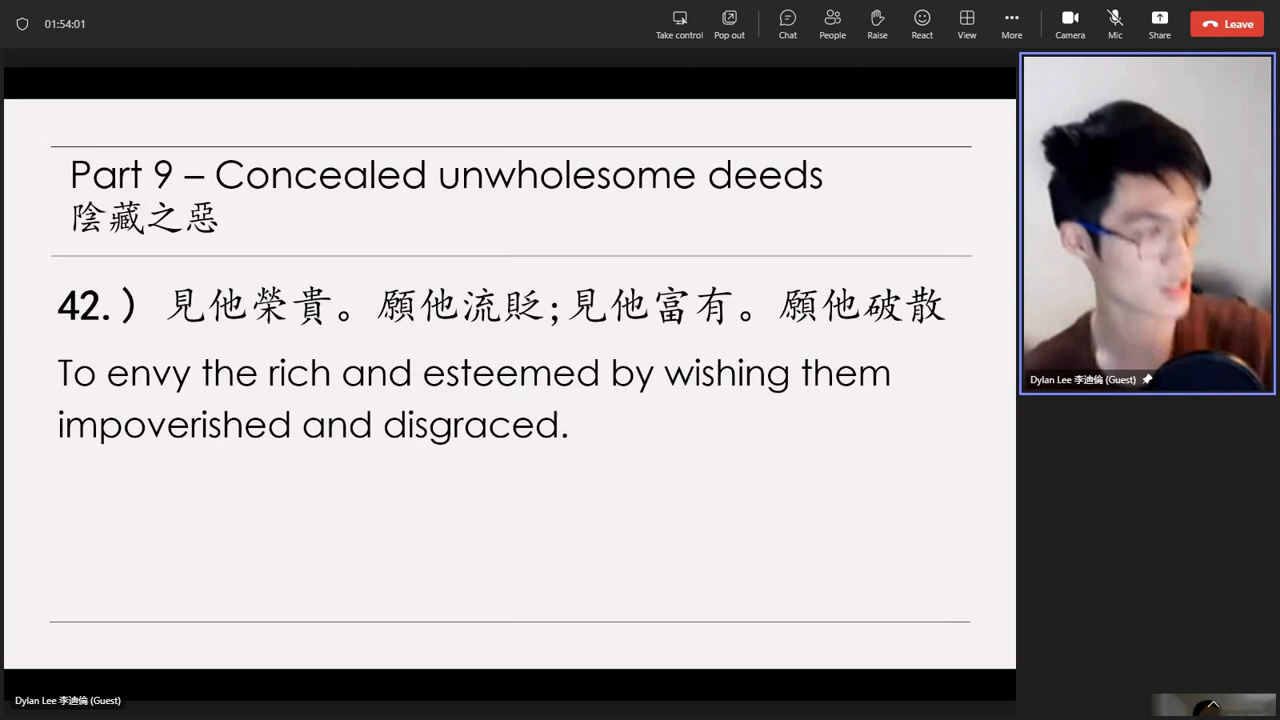 01:54:01
Take control
Pop out
Chat
People
Raise
React
View
More
Camera
Mic
Share
Leave
Part 9 – Concealed unwholesome deeds
陰藏之惡
42.） 見他榮貴。願他流貶;見他富有。願他破散
To envy the rich and esteemed by wishing them
impoverished and disgraced.
Dylan Lee 李迪倫 (Guest)
Dylan Lee 李迪倫 (Guest)